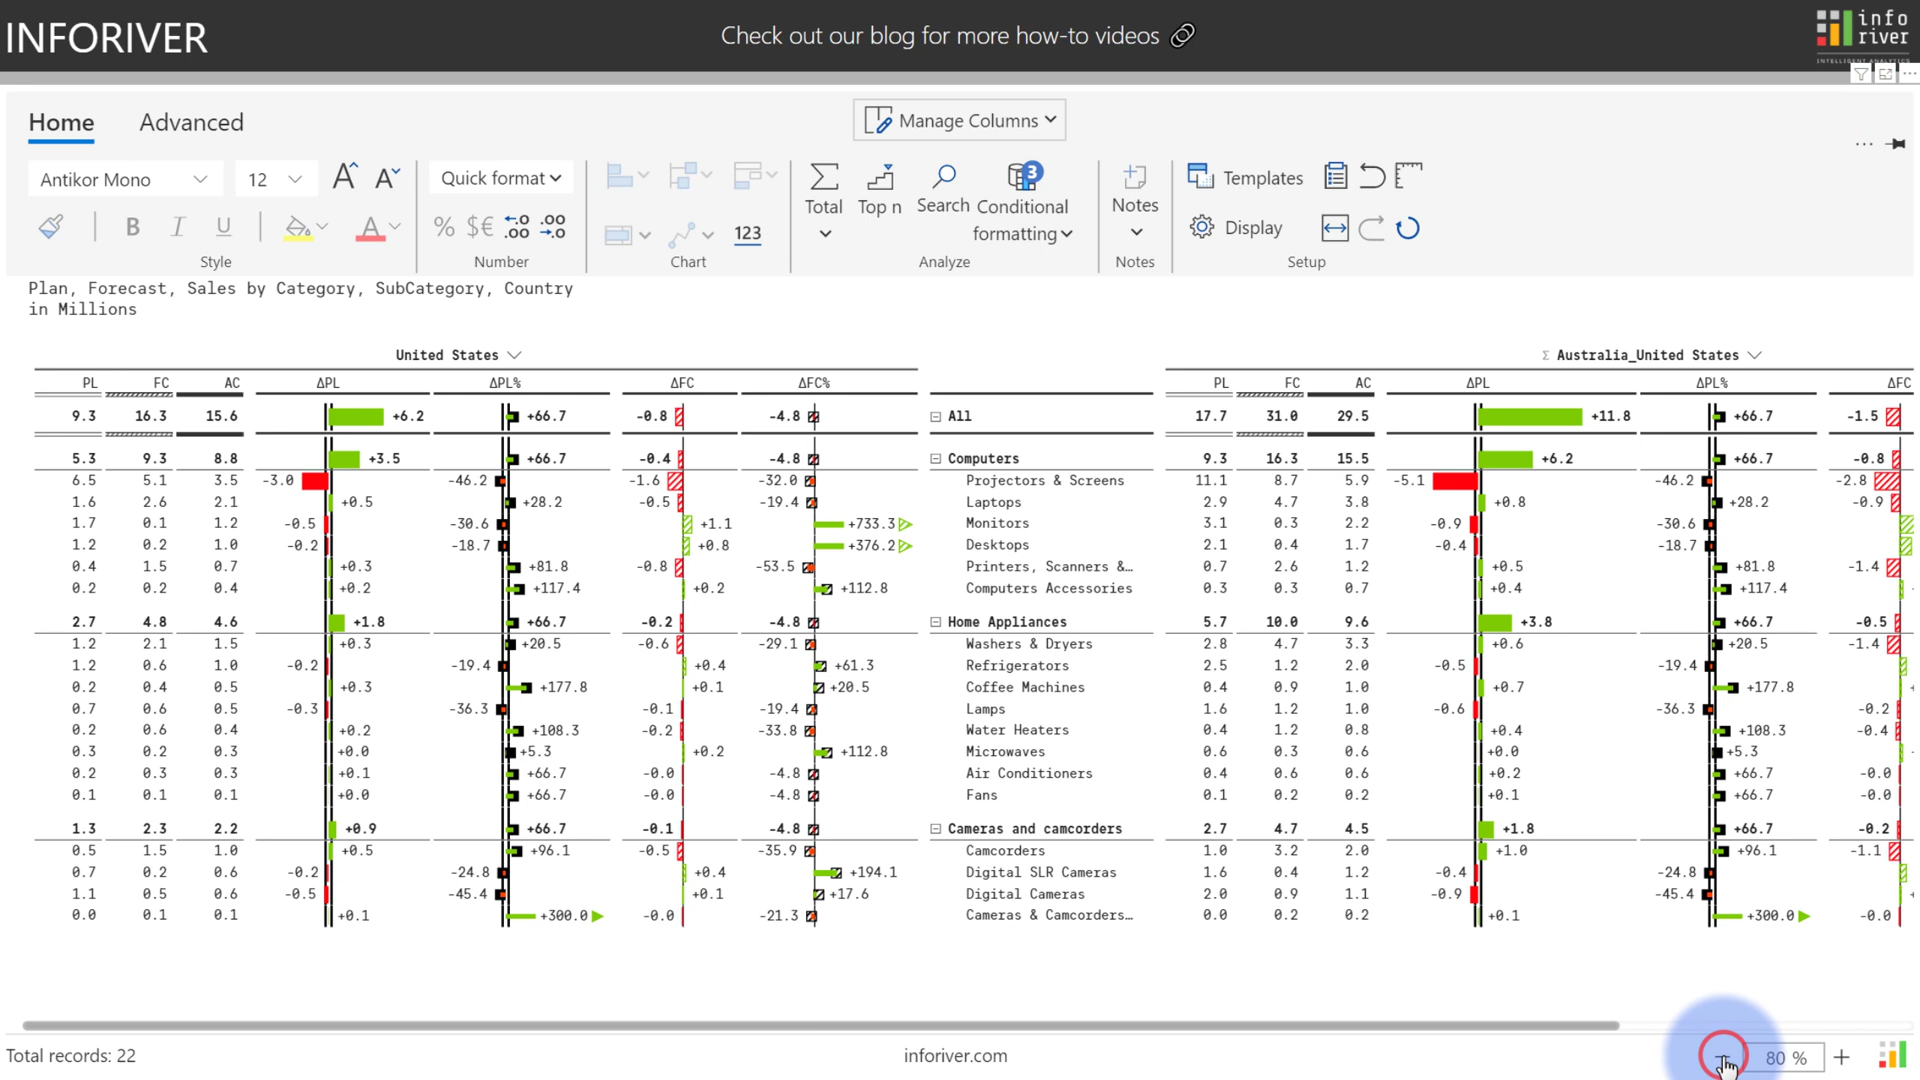 INFORIVER
Check out our blog for more how-to videos
info
river
INTELLIGENT ANALYTICS
Home Advanced
Manage Columns
Antikor Mono 12 A A Quick format
Total Top n Search Conditional
formatting
3
Notes
Templates
B I U A % $€ .0 .00 .00 .0 123
Display
Style Number Chart Analyze Notes Setup
Plan, Forecast, Sales by Category, SubCategory, Country
in Millions
United States Σ Australia_United States
PL FC AC ΔPL ΔPL% ΔFC ΔFC% PL FC AC ΔPL ΔPL% ΔFC
9.3 16.3 15.6 +6.2 +66.7 -0.8 -4.8 All 17.7 31.0 29.5 +11.8 +66.7 -1.5
5.3 9.3 8.8 +3.5 +66.7 -0.4 -4.8 Computers 9.3 16.3 15.5 +6.2 +66.7 -0.8
6.5 5.1 3.5 -3.0 -46.2 -1.6 -32.0 Projectors & Screens 11.1 8.7 5.9 -5.1 -46.2 -2.8
1.6 2.6 2.1 +0.5 +28.2 -0.5 -19.4 Laptops 2.9 4.7 3.8 +0.8 +28.2 -0.9
1.7 0.1 1.2 -0.5 -30.6 +1.1 +733.3 Monitors 3.1 0.3 2.2 -0.9 -30.6
1.2 0.2 1.0 -0.2 -18.7 +0.8 +376.2 Desktops 2.1 0.4 1.7 -0.4 -18.7
0.4 1.5 0.7 +0.3 +81.8 -0.8 -53.5 Printers, Scanners &… 0.7 2.6 1.2 +0.5 +81.8 -1.4
0.2 0.2 0.4 +0.2 +117.4 +0.2 +112.8 Computers Accessories 0.3 0.3 0.7 +0.4 +117.4
2.7 4.8 4.6 +1.8 +66.7 -0.2 -4.8 Home Appliances 5.7 10.0 9.6 +3.8 +66.7 -0.5
1.2 2.1 1.5 +0.3 +20.5 -0.6 -29.1 Washers & Dryers 2.8 4.7 3.3 +0.6 +20.5 -1.4
1.2 0.6 1.0 -0.2 -19.4 +0.4 +61.3 Refrigerators 2.5 1.2 2.0 -0.5 -19.4
0.2 0.4 0.5 +0.3 +177.8 +0.1 +20.5 Coffee Machines 0.4 0.9 1.0 +0.7 +177.8
0.7 0.6 0.5 -0.3 -36.3 -0.1 -19.4 Lamps 1.6 1.2 1.0 -0.6 -36.3 -0.2
0.2 0.6 0.4 +0.2 +108.3 -0.2 -33.8 Water Heaters 0.4 1.2 0.8 +0.4 +108.3 -0.4
0.3 0.2 0.3 +0.0 +5.3 +0.2 +112.8 Microwaves 0.6 0.3 0.6 +0.0 +5.3
0.2 0.3 0.3 +0.1 +66.7 -0.0 -4.8 Air Conditioners 0.4 0.6 0.6 +0.2 +66.7 -0.0
0.1 0.1 0.1 +0.0 +66.7 -0.0 -4.8 Fans 0.1 0.2 0.2 +0.1 +66.7 -0.0
1.3 2.3 2.2 +0.9 +66.7 -0.1 -4.8 Cameras and camcorders 2.7 4.7 4.5 +1.8 +66.7 -0.2
0.5 1.5 1.0 +0.5 +96.1 -0.5 -35.9 Camcorders 1.0 3.2 2.0 +1.0 +96.1 -1.1
0.7 0.2 0.6 -0.2 -24.8 +0.4 +194.1 Digital SLR Cameras 1.6 0.4 1.2 -0.4 -24.8
1.1 0.5 0.6 -0.5 -45.4 +0.1 +17.6 Digital Cameras 2.0 0.9 1.1 -0.9 -45.4
0.0 0.1 0.1 +0.1 +300.0 -0.0 -21.3 Cameras & Camcorders… 0.0 0.2 0.2 +0.1 +300.0 -0.0
Total records: 22 inforiver.com 80 %